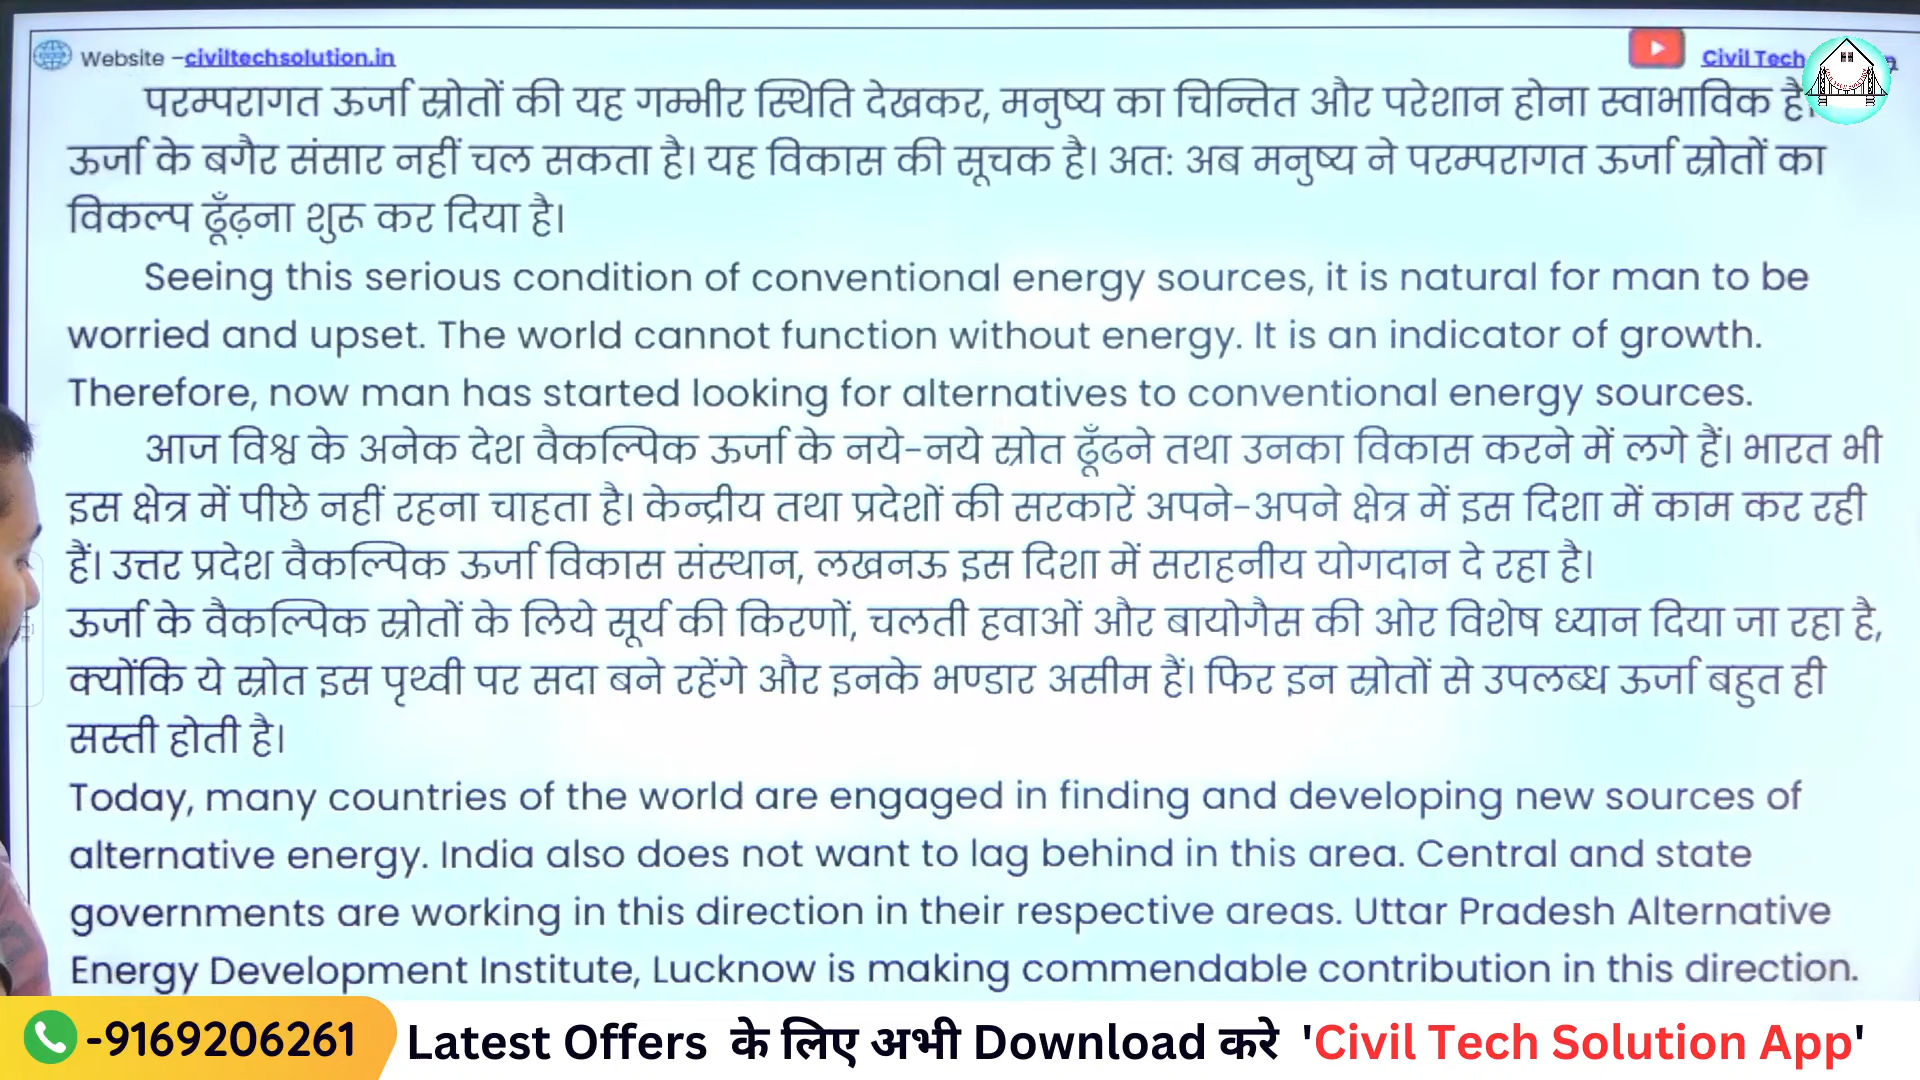 Website –civiltechsolution.in
Civil Tech
परम्परागत ऊर्जा स्रोतों की यह गम्भीर स्थिति देखकर, मनुष्य का चिन्तित और परेशान होना स्वाभाविक है।
ऊर्जा के बगैर संसार नहीं चल सकता है। यह विकास की सूचक है। अत: अब मनुष्य ने परम्परागत ऊर्जा स्रोतों का
विकल्प ढूँढ़ना शुरू कर दिया है।
Seeing this serious condition of conventional energy sources, it is natural for man to be
worried and upset. The world cannot function without energy. It is an indicator of growth.
Therefore, now man has started looking for alternatives to conventional energy sources.
आज विश्व के अनेक देश वैकल्पिक ऊर्जा के नये-नये स्रोत ढूँढने तथा उनका विकास करने में लगे हैं। भारत भी
इस क्षेत्र में पीछे नहीं रहना चाहता है। केन्द्रीय तथा प्रदेशों की सरकारें अपने-अपने क्षेत्र में इस दिशा में काम कर रही
हैं। उत्तर प्रदेश वैकल्पिक ऊर्जा विकास संस्थान, लखनऊ इस दिशा में सराहनीय योगदान दे रहा है।
ऊर्जा के वैकल्पिक स्रोतों के लिये सूर्य की किरणों, चलती हवाओं और बायोगैस की ओर विशेष ध्यान दिया जा रहा है,
क्योंकि ये स्रोत इस पृथ्वी पर सदा बने रहेंगे और इनके भण्डार असीम हैं। फिर इन स्रोतों से उपलब्ध ऊर्जा बहुत ही
सस्ती होती है।
Today, many countries of the world are engaged in finding and developing new sources of
alternative energy. India also does not want to lag behind in this area. Central and state
governments are working in this direction in their respective areas. Uttar Pradesh Alternative
Energy Development Institute, Lucknow is making commendable contribution in this direction.
-9169206261 Latest Offers के लिए अभी Download करे 'Civil Tech Solution App'